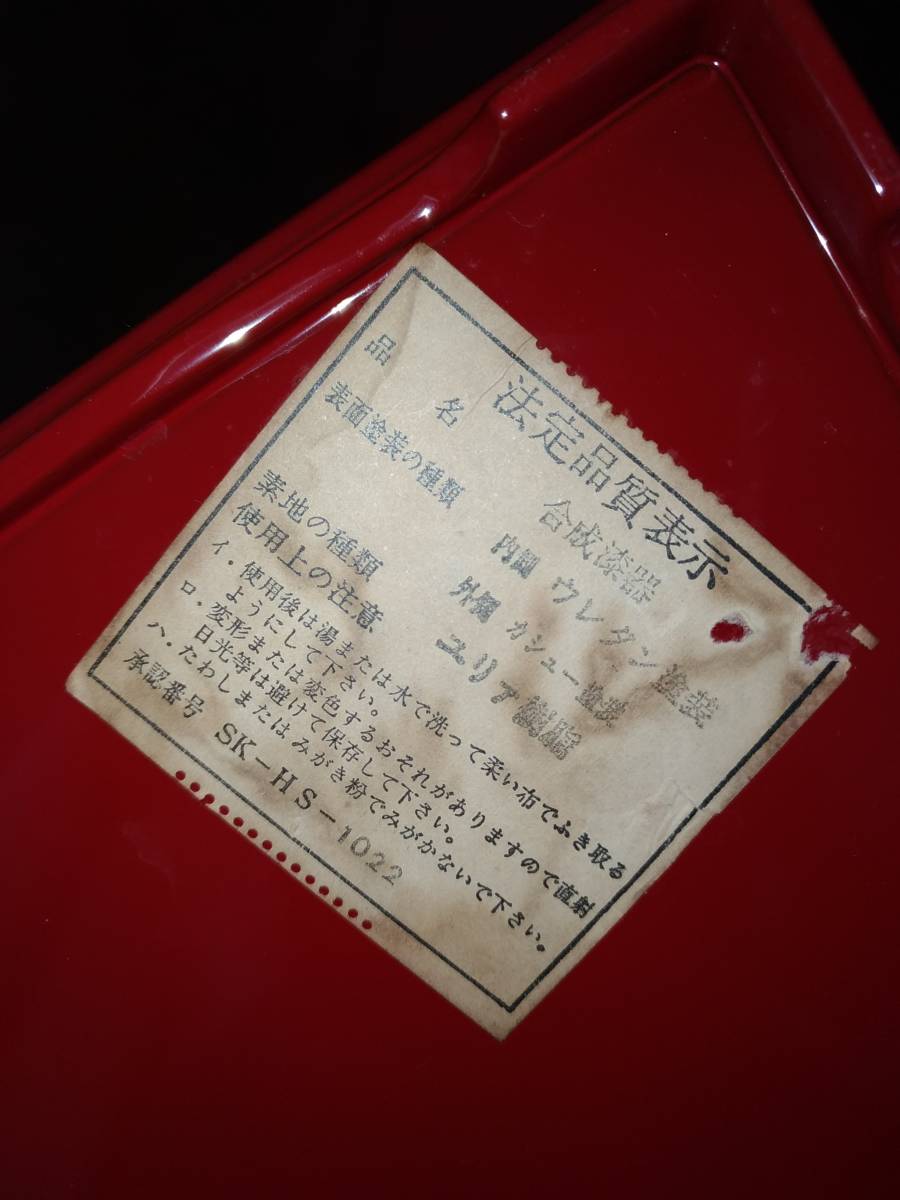 法定品質表示
品名 合成漆器
表面塗装の種類 内側 ウレタン塗装
外側 カシュー塗装
素地の種類 ユリア樹脂
使用上の注意
イ.使用後は湯または水で洗って柔い布でふき取る
ようにして下さい。
ロ.変形または変色するおそれがありますので直射
日光等は避けて保存して下さい。
ハ.たわしまたはみがき粉でみがかないで下さい。
承認番号 SK-HS-1022